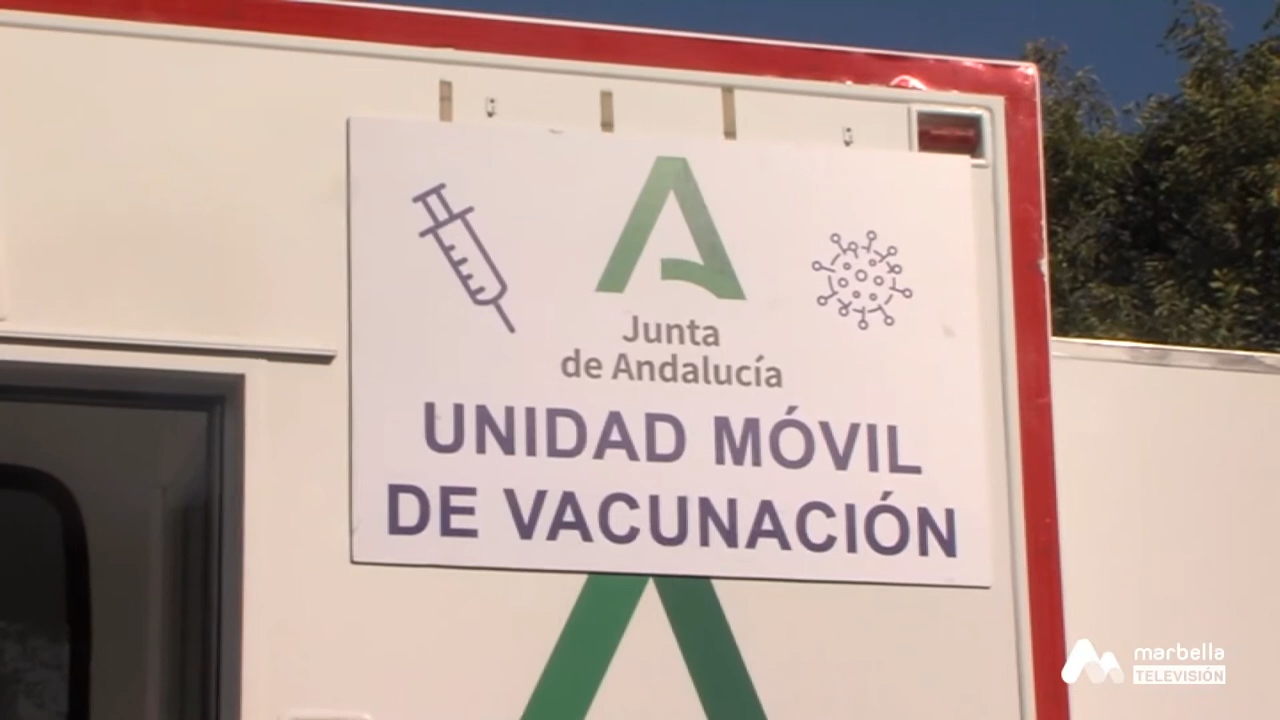 Junta
de Andalucía
UNIDAD MÓVIL
DE VACUNACIÓN
marbella
TELEVISIÓN